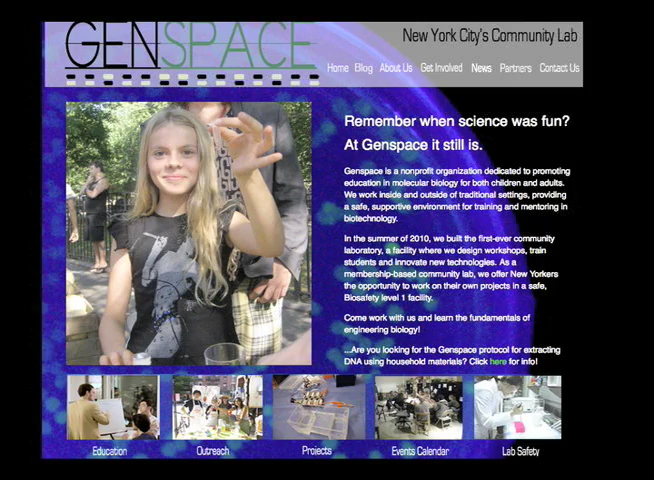 GENSPACE
New York City's Community Lab
Home Blog About Us Get Involved News Partners Contact Us
Remember when science was fun?
At Genspace it still is.
Genspace is a nonprofit organization dedicated to promoting
education in molecular biology for both children and adults.
We work inside and outside of traditional settings, providing
a safe, supportive environment for training and mentoring in
biotechnology.
In the summer of 2010, we built the first-ever community
laboratory, a facility where we design workshops, train
students and innovate new technologies. As a
membership-based community lab, we offer New Yorkers
the opportunity to work on their own projects in a safe,
Biosafety level 1 facility.
Come work with us and learn the fundamentals of
engineering biology!
...Are you looking for the Genspace protocol for extracting
DNA using household materials? Click here for info!
Education Outreach Projects Events Calendar Lab Safety